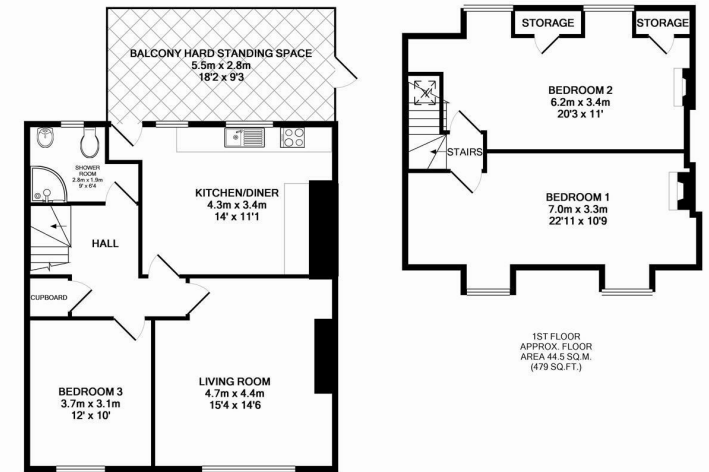 BALCONY HARD STANDING SPACE
5.5m x 2.8m
18'2 x 9'3
SHOWER
ROOM
2.8m x 1.9m
9' x 6'4
KITCHEN/DINER
4.3m x 3.4m
14' x 11'1
HALL
CUPBOARD
BEDROOM 3
3.7m x 3.1m
12' x 10'
LIVING ROOM
4.7m x 4.4m
15'4 x 14'6
STORAGE
STORAGE
BEDROOM 2
6.2m x 3.4m
20'3 x 11'
STAIRS
BEDROOM 1
7.0m x 3.3m
22'11 x 10'9
1ST FLOOR
APPROX. FLOOR
AREA 44.5 SQ.M.
(479 SQ.FT.)